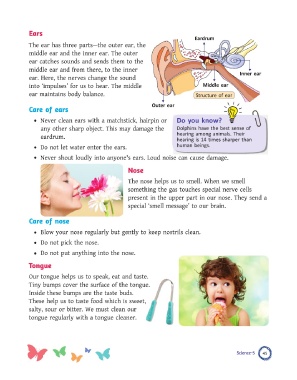 Ears
The ear has three parts—the outer ear, the
middle ear and the inner ear. The outer
ear catches sounds and sends them to the
middle ear and from there, to the inner
ear. Here, the nerves change the sound
into 'impulses' for us to hear. The middle
ear maintains body balance.
Eardrum
Inner ear
Middle ear
Structure of ear
Outer ear
Care of ears
• Never clean ears with a matchstick, hairpin or
any other sharp object. This may damage the
eardrum.
• Do not let water enter the ears.
• Never shout loudly into anyone's ears. Loud noise can cause damage.
Do you know?
Dolphins have the best sense of
hearing among animals. Their
hearing is 14 times sharper than
human beings.
Nose
The nose helps us to smell. When we smell
something the gas touches special nerve cells
present in the upper part in our nose. They send a
special 'smell message' to our brain.
Care of nose
• Blow your nose regularly but gently to keep nostrils clean.
• Do not pick the nose.
• Do not put anything into the nose.
Tongue
Our tongue helps us to speak, eat and taste.
Tiny bumps cover the surface of the tongue.
Inside these bumps are the taste buds.
These help us to taste food which is sweet,
salty, sour or bitter. We must clean our
tongue regularly with a tongue cleaner.
Science-5